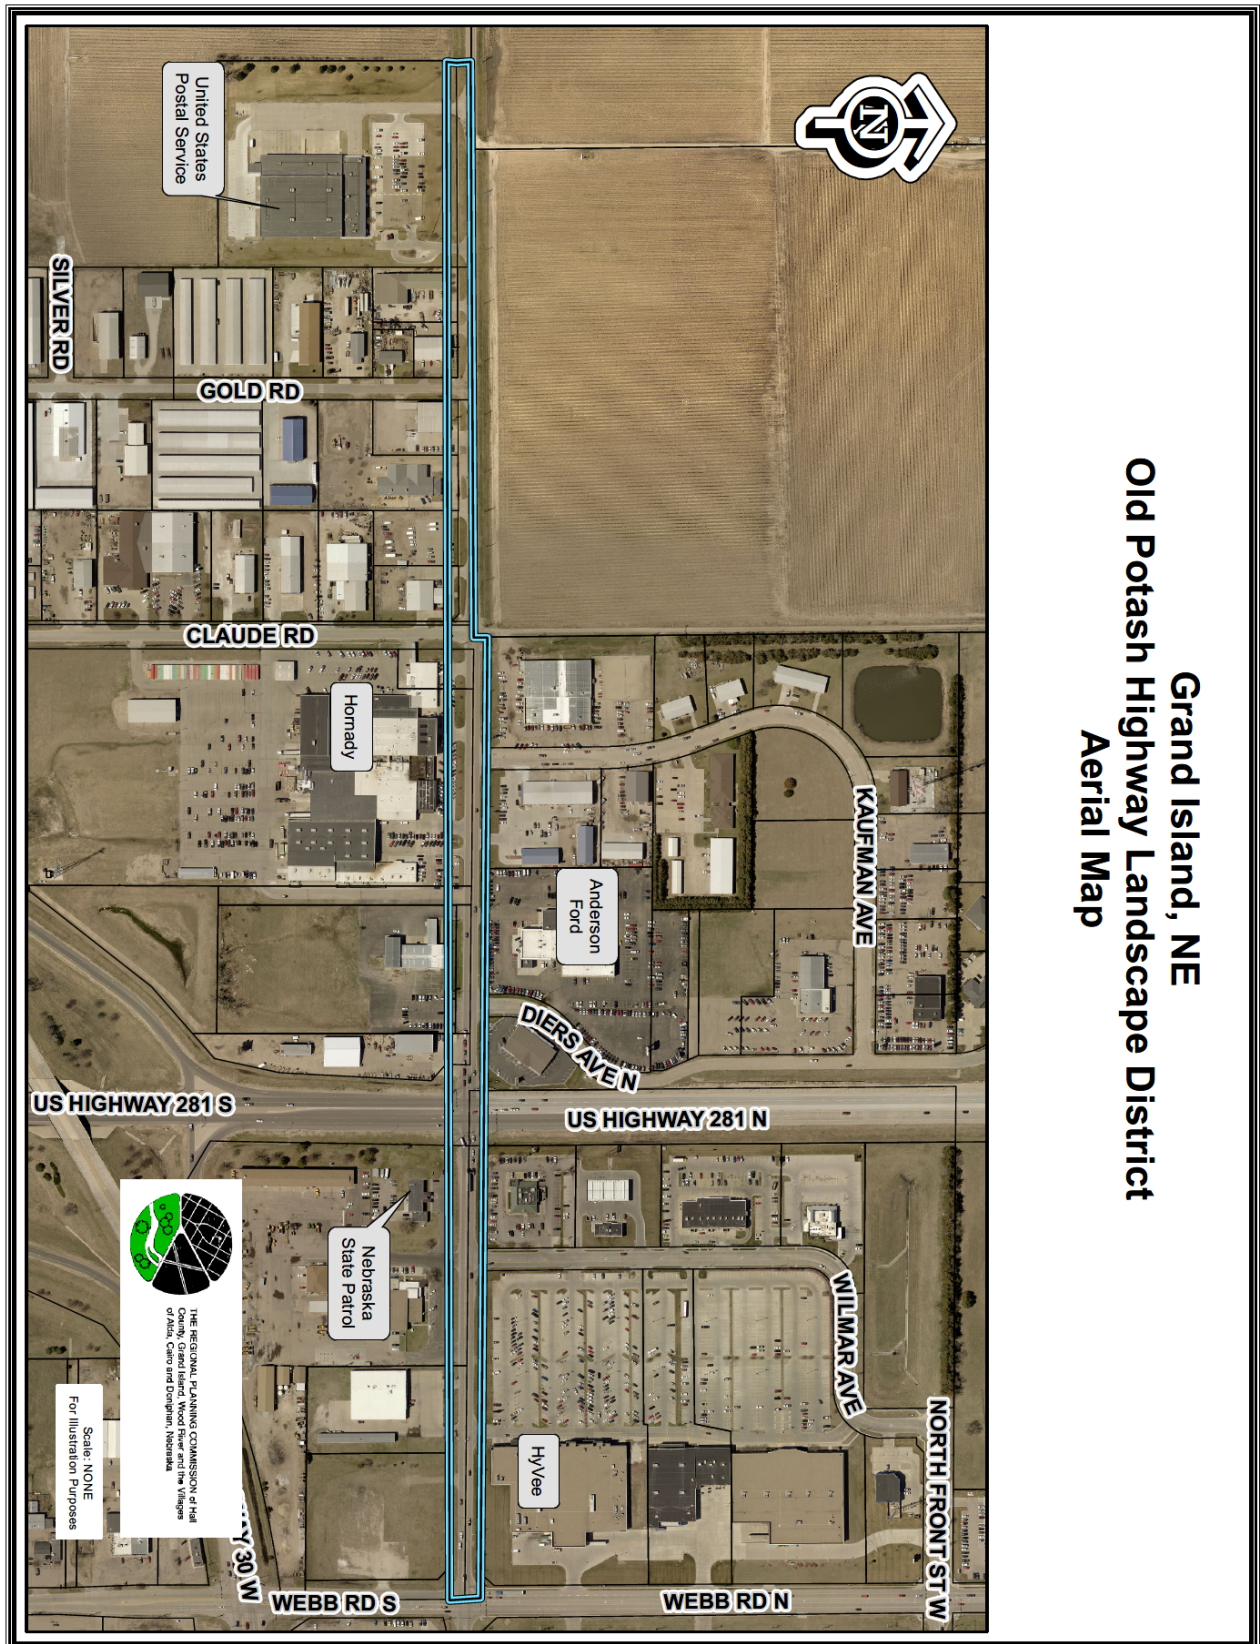 Grand Island, NE
Old Potash Highway Landscape District
Aerial Map
N
United States
Postal Service
SILVER RD
GOLD RD
CLAUDE RD
Hornady
KAUFMAN AVE
Anderson
Ford
DIERS AVE N
US HIGHWAY 281 S
US HIGHWAY 281 N
Nebraska
State Patrol
WILMAR AVE
NORTH FRONT ST W
HyVee
WEBB RD S
WEBB RD N
WAY 30 W
THE REGIONAL PLANNING COMMISSION of Hall
County, Grand Island, Wood River and the Villages
of Alda, Cairo and Doniphan, Nebraska
Scale: NONE
For Illustration Purposes